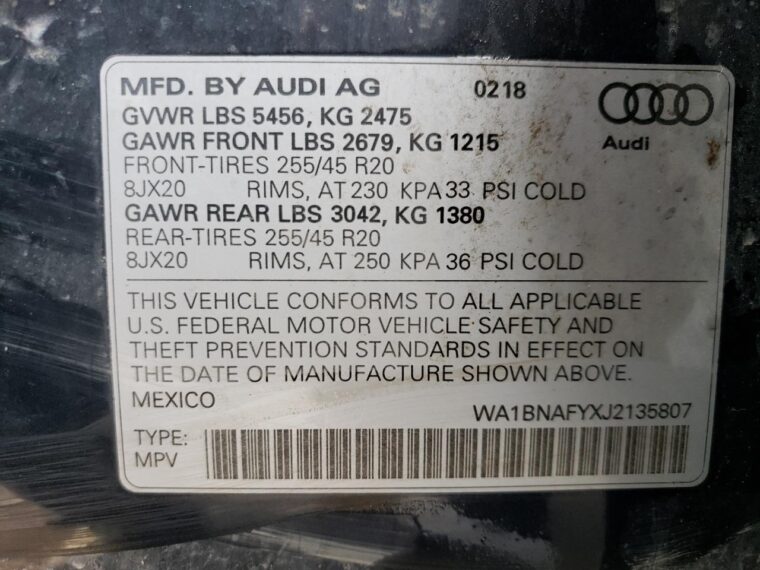 MFD. BY AUDI AG 0218
GVWR LBS 5456, KG 2475
GAWR FRONT LBS 2679, KG 1215
Audi
FRONT-TIRES 255/45 R20
8JX20 RIMS, AT 230 KPA 33 PSI COLD
GAWR REAR LBS 3042, KG 1380
REAR-TIRES 255/45 R20
8JX20 RIMS, AT 250 KPA 36 PSI COLD
THIS VEHICLE CONFORMS TO ALL APPLICABLE
U.S. FEDERAL MOTOR VEHICLE SAFETY AND
THEFT PREVENTION STANDARDS IN EFFECT ON
THE DATE OF MANUFACTURE SHOWN ABOVE.
MEXICO
WA1BNAFYXJ2135807
TYPE:
MPV